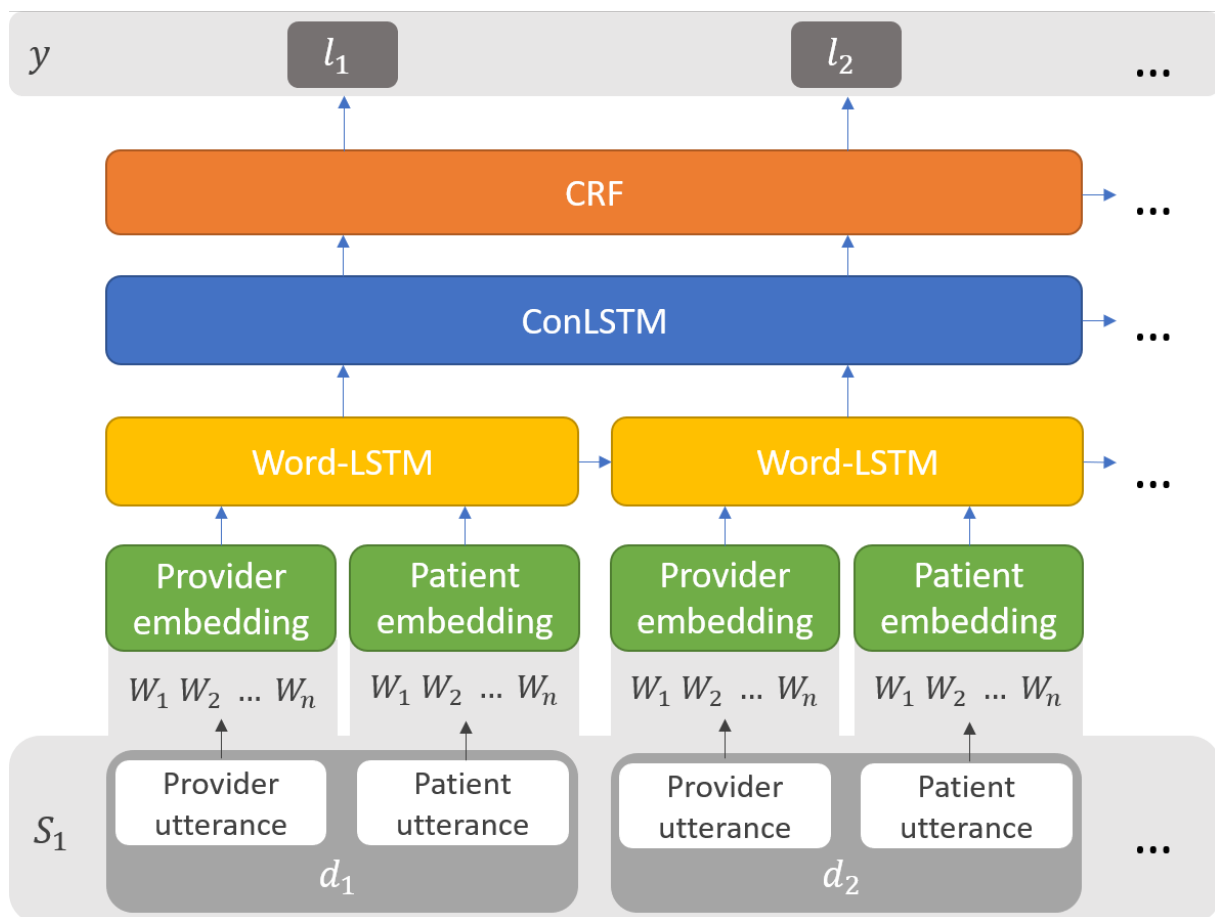 y l₁ l₂ ...
CRF ...
ConLSTM ...
Word-LSTM Word-LSTM ...
Provider embedding Patient embedding Provider embedding Patient embedding
W₁ W₂ ... Wₙ W₁ W₂ ... Wₙ W₁ W₂ ... Wₙ W₁ W₂ ... Wₙ
Provider utterance Patient utterance Provider utterance Patient utterance
S₁ ...
d₁ d₂